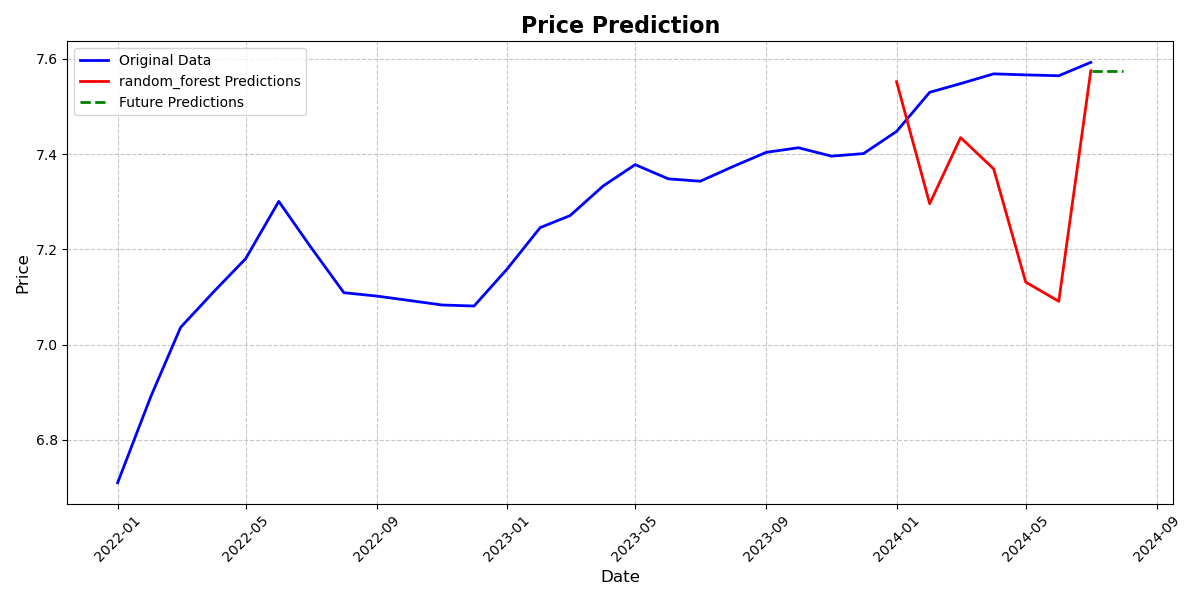 Price Prediction
Original Data
random_forest Predictions
Future Predictions
Price
7.6
7.4
7.2
7.0
6.8
2022-01
2022-05
2022-09
2023-01
2023-05
2023-09
2024-01
2024-05
2024-09
Date